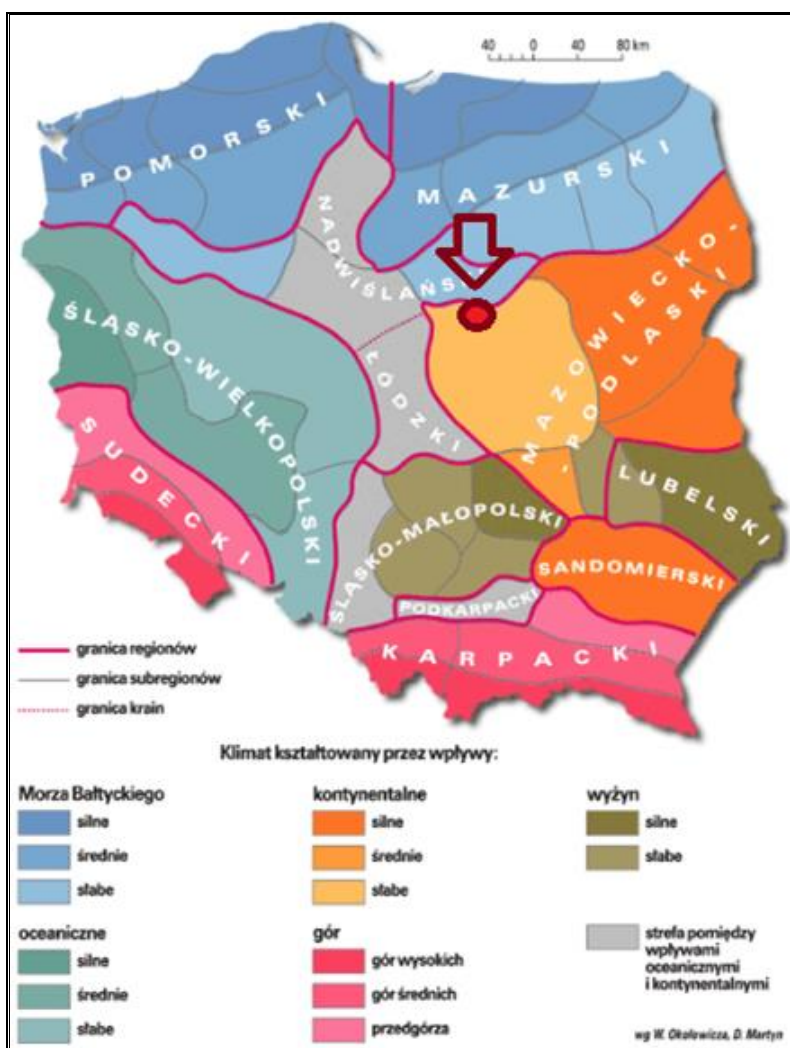 40 0 40 80 km
POMORSKI
MAZURSKI
NADWIŚLAŃSKI
MAZOWIECKO-
-PODLASKI
ŚLĄSKO-WIELKOPOLSKI
ŁÓDZKI
SUDECKI
LUBELSKI
ŚLĄSKO-MAŁOPOLSKI
SANDOMIERSKI
PODKARPACKI
KARPACKI
granica regionów
granica subregionów
granica krain
Klimat kształtowany przez wpływy:
Morza Bałtyckiego
silne
średnie
słabe
kontynentalne
silne
średnie
słabe
wyżyn
silne
słabe
oceaniczne
silne
średnie
słabe
gór
gór wysokich
gór średnich
przedgórza
strefa pomiędzy
wpływami
oceanicznymi
i kontynentalnymi
wg W. Okołowicza, D. Martyn